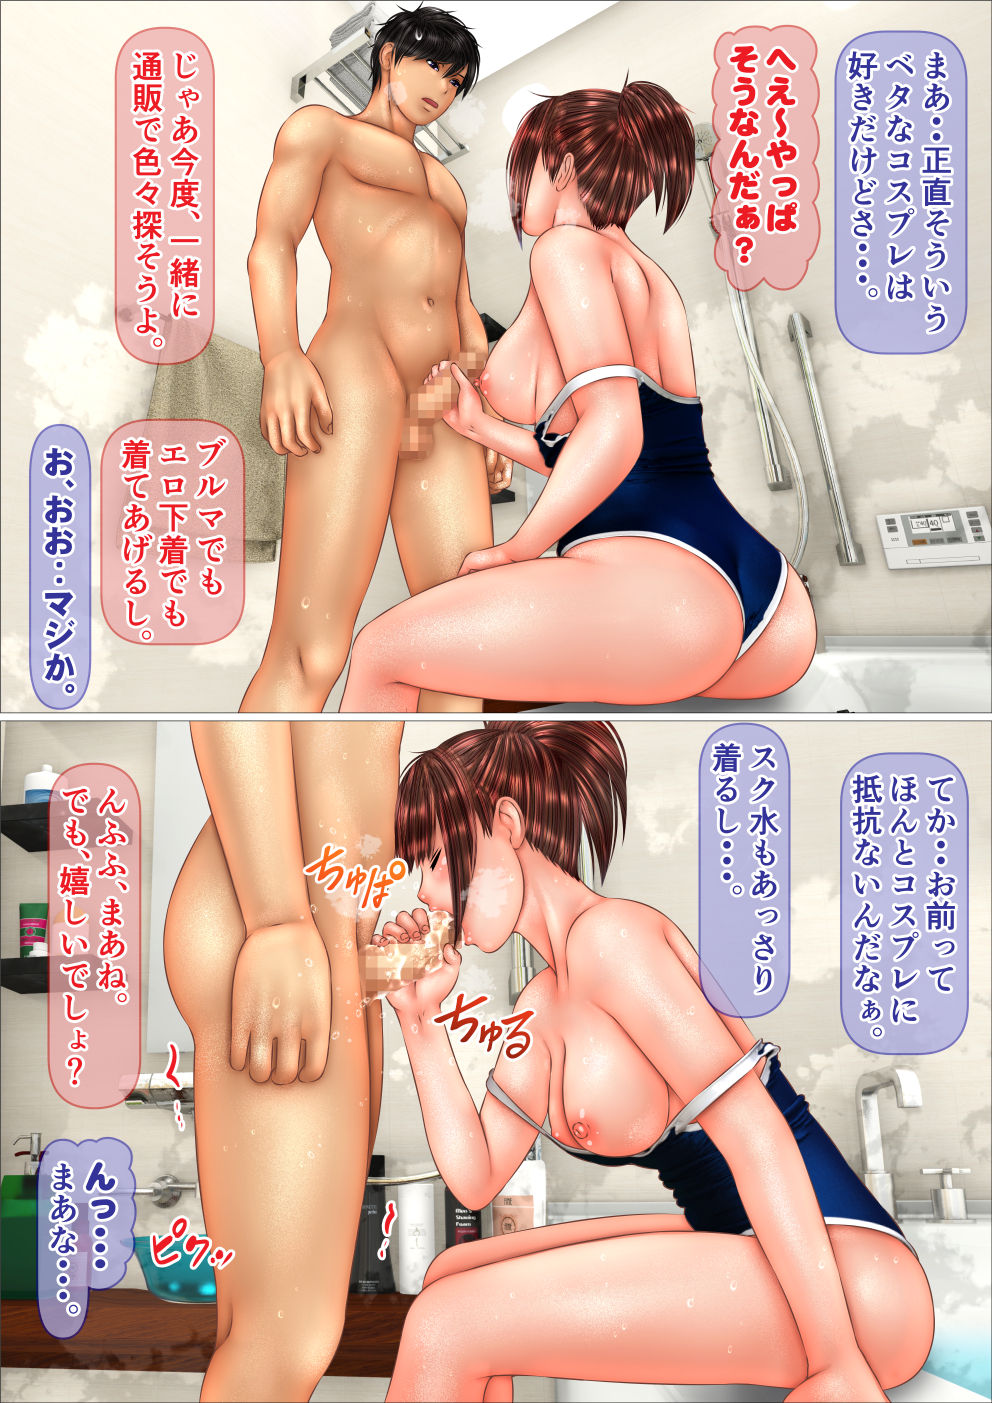 まあ・・正直そういう
ベタなコスプレは
好きだけどさ・・・。
へえ～やっぱ
そうなんだぁ？
じゃあ今度、一緒に
通販で色々探そうよ。
ブルマでも
エロ下着でも
着てあげるし。
お、おお・・マジか。
てか・・・お前って
ほんとコスプレに
抵抗ないんだなぁ。
スク水もあっさり
着るし・・・。
ちゅぱ
ちゅる
んふふ、まあね。
でも、嬉しいでしょ？
んっ・・・
まあな・・・。
ピクッ
40
Men's
Shaving
Foam